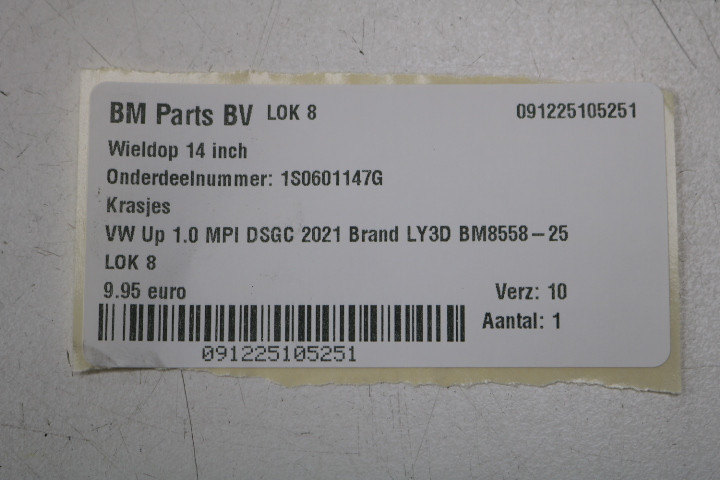 BM Parts BV LOK 8 091225105251
Wieldop 14 inch
Onderdeelnummer: 1S0601147G
Krasjes
VW Up 1.0 MPI DSGC 2021 Brand LY3D BM8558-25
LOK 8
9.95 euro Verz: 10
Aantal: 1
091225105251